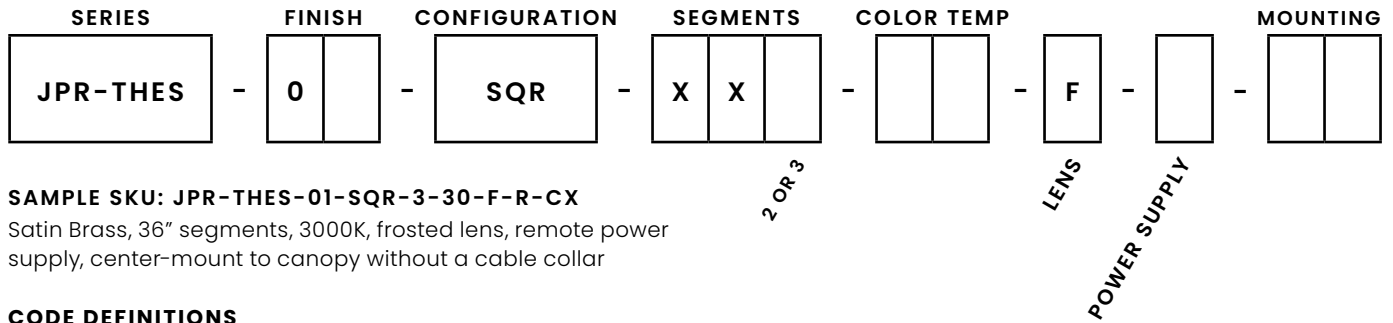 SERIES FINISH CONFIGURATION SEGMENTS COLOR TEMP MOUNTING
JPR-THES - 0 - SQR - X X - - F - -
2 OR 3
LENS
POWER SUPPLY
SAMPLE SKU: JPR-THES-01-SQR-3-30-F-R-CX
Satin Brass, 36” segments, 3000K, frosted lens, remote power
supply, center-mount to canopy without a cable collar
CODE DEFINITIONS